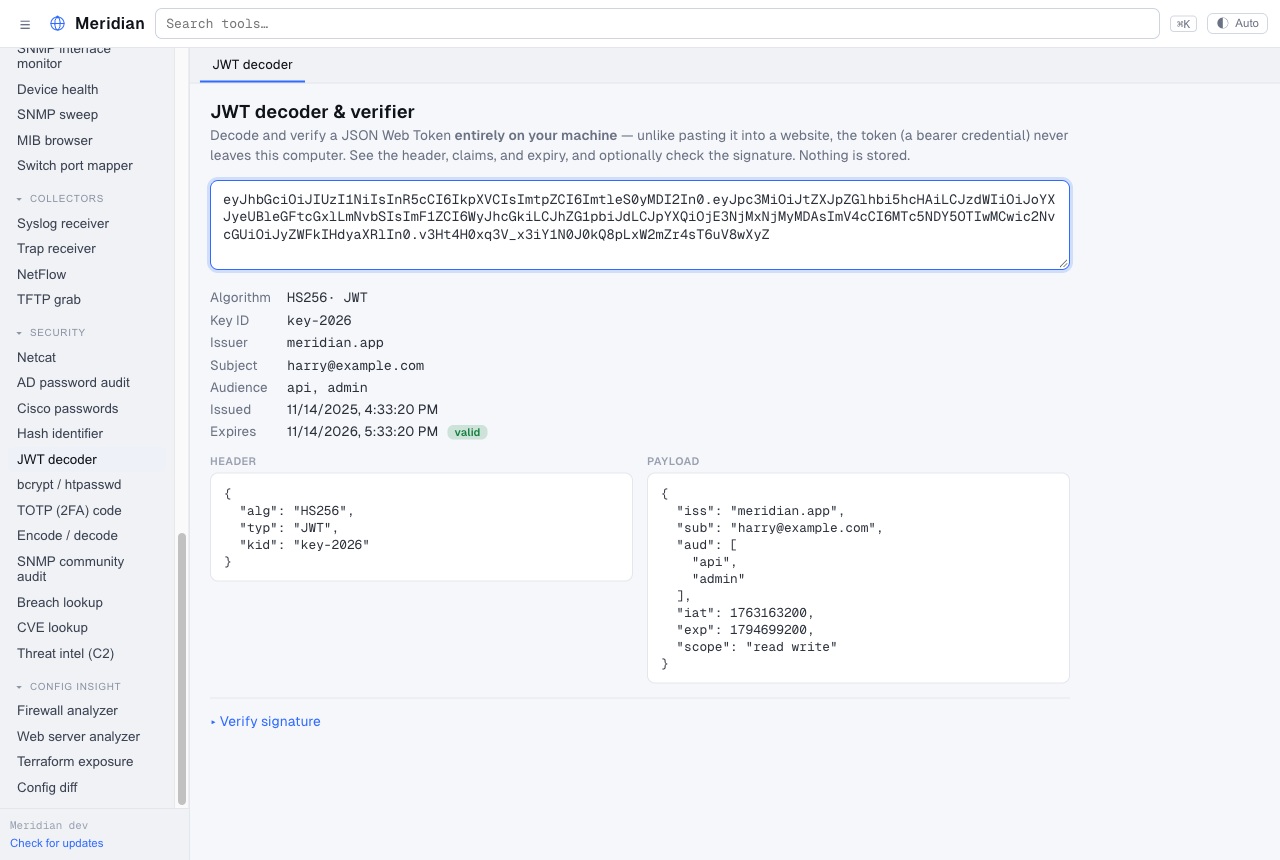 Meridian
Search tools…
⌘K
Auto
SNMP interface
monitor
Device health
SNMP sweep
MIB browser
Switch port mapper
COLLECTORS
Syslog receiver
Trap receiver
NetFlow
TFTP grab
SECURITY
Netcat
AD password audit
Cisco passwords
Hash identifier
JWT decoder
bcrypt / htpasswd
TOTP (2FA) code
Encode / decode
SNMP community
audit
Breach lookup
CVE lookup
Threat intel (C2)
CONFIG INSIGHT
Firewall analyzer
Web server analyzer
Terraform exposure
Config diff
Meridian dev
Check for updates
JWT decoder
JWT decoder & verifier
Decode and verify a JSON Web Token entirely on your machine — unlike pasting it into a website, the token (a bearer credential) never
leaves this computer. See the header, claims, and expiry, and optionally check the signature. Nothing is stored.
eyJhbGciOiJIUzI1NiIsInR5cCI6IkpXVCIsImtpZCI6ImtleS0yMDI2In0.eyJpc3MiOiJtZXJpZGlhbi5hcHAiLCJzdWIiOiJoYX
JyeUBleGFtcGxlLmNvbSIsImF1ZCI6WyJhcGkiLCJhZG1pbiJdLCJpYXQiOjE3NjMxNjMyMDAsImV4cCI6MTc5NDY5OTIwMCwic2Nv
cGUiOiJyZWFkIHdyaXRlIn0.v3Ht4H0xq3V_x3iY1N0J0kQ8pLxW2mZr4sT6uV8wXyZ
Algorithm HS256· JWT
Key ID key-2026
Issuer meridian.app
Subject harry@example.com
Audience api, admin
Issued 11/14/2025, 4:33:20 PM
Expires 11/14/2026, 5:33:20 PM valid
HEADER
{
"alg": "HS256",
"typ": "JWT",
"kid": "key-2026"
}
PAYLOAD
{
"iss": "meridian.app",
"sub": "harry@example.com",
"aud": [
"api",
"admin"
],
"iat": 1763163200,
"exp": 1794699200,
"scope": "read write"
}
Verify signature